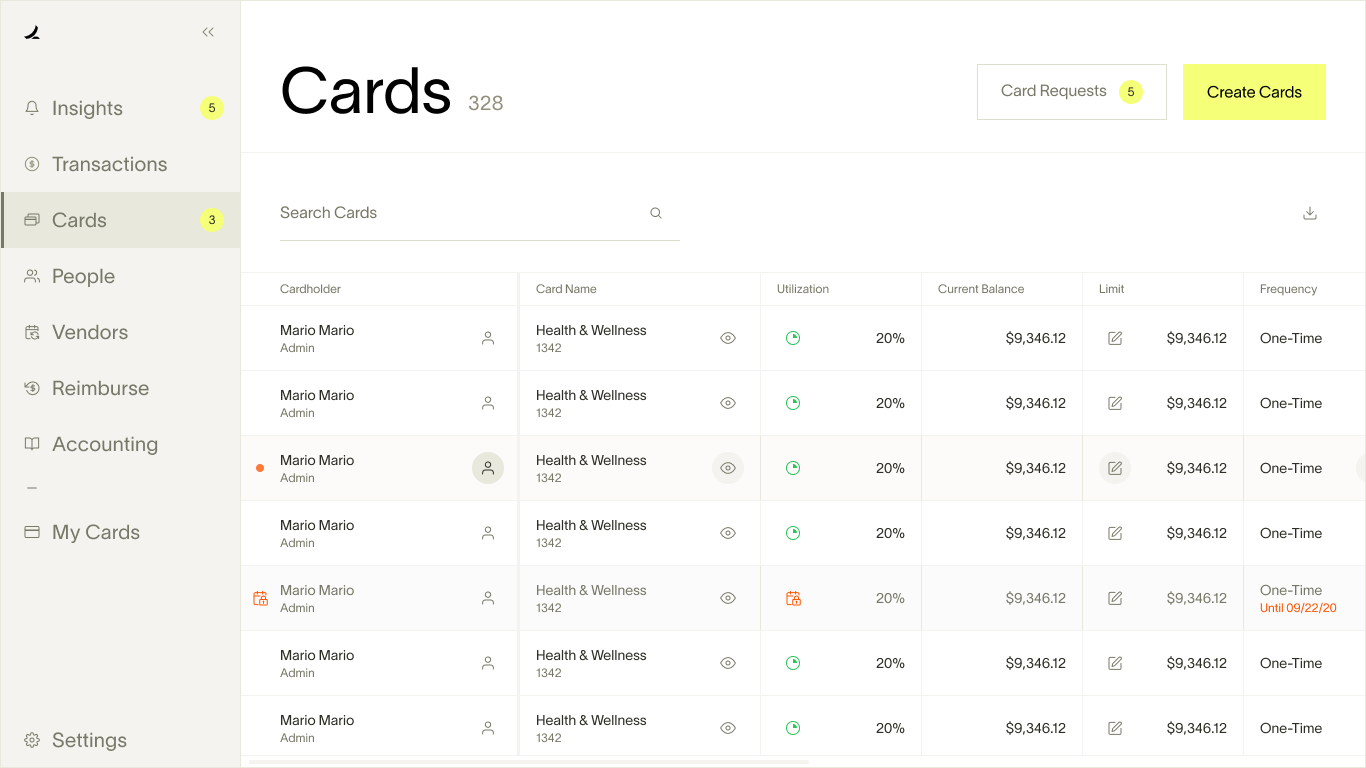 Insights 5
Transactions
Cards 3
People
Vendors
Reimburse
Accounting
My Cards
Settings
Cards 328
Card Requests 5
Create Cards
Search Cards
Cardholder Card Name Utilization Current Balance Limit Frequency
Mario Mario Health & Wellness
20% $9,346.12 $9,346.12 One-Time
Admin 1342
Mario Mario Health & Wellness
20% $9,346.12 $9,346.12 One-Time
Admin 1342
Mario Mario Health & Wellness
20% $9,346.12 $9,346.12 One-Time
Admin 1342
Mario Mario Health & Wellness
20% $9,346.12 $9,346.12 One-Time
Admin 1342
Mario Mario Health & Wellness One-Time
20% $9,346.12 $9,346.12
Admin 1342 Until 09/22/20
Mario Mario Health & Wellness
20% $9,346.12 $9,346.12 One-Time
Admin 1342
Mario Mario Health & Wellness
20% $9,346.12 $9,346.12 One-Time
Admin 1342